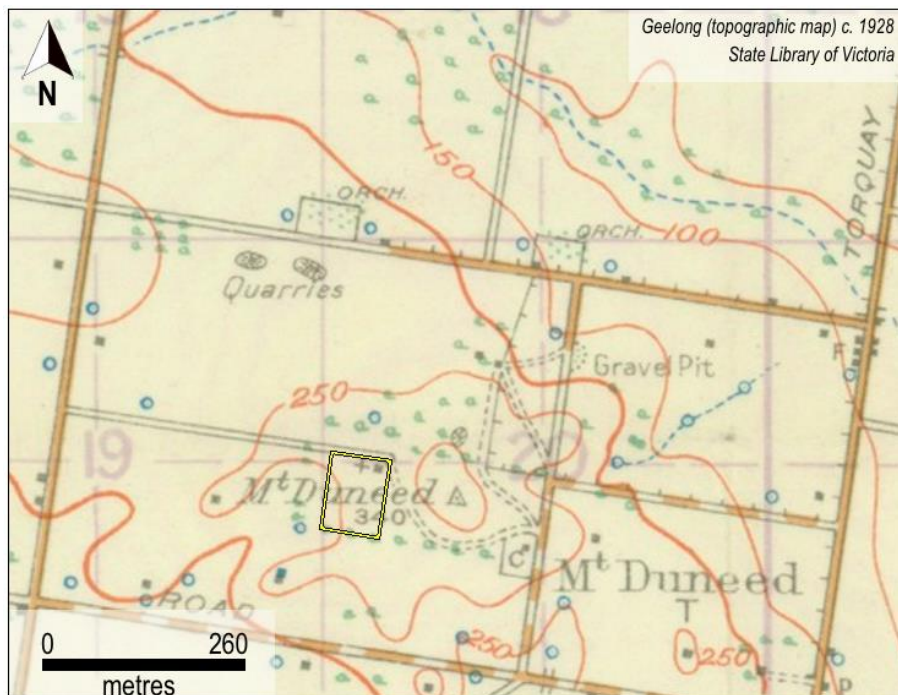 Geelong (topographic map) c. 1928
State Library of Victoria
N
150
TORQUAY
ORCH.
ORCH.
100
Quarries
Gravel Pit
F
250
19
20
Mt Duneed
340
C
Mt Duneed
T
ROAD
250
250
P
0 260
metres